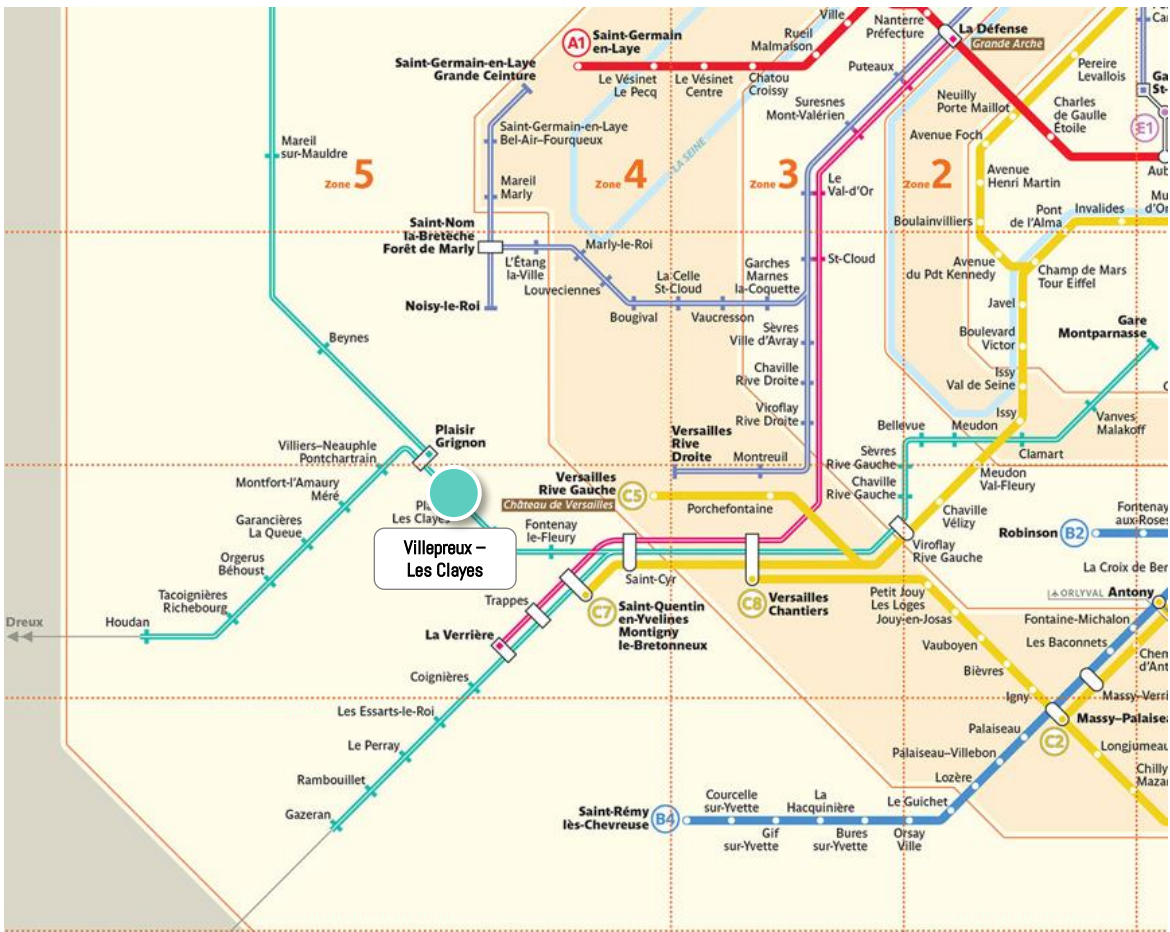 Saint-Germain
en-Laye
A1
Ville
Rueil
Malmaison
Nanterre
Préfecture
La Défense
Grande Arche
Le Vésinet
Le Pecq
Le Vésinet
Centre
Chatou
Croissy
Puteaux
Suresnes
Mont-Valérien
Pereire
Levallois
Neuilly
Porte Maillot
Charles
de Gaulle
Étoile
E1
Avenue Foch
Avenue
Henri Martin
Boulainvilliers
Pont
de l'Alma
Invalides
Avenue
du Pdt Kennedy
Champ de Mars
Tour Eiffel
Javel
Boulevard
Victor
Issy
Val de Seine
Issy
Gare
Montparnasse
Vanves
Malakoff
Clamart
Meudon
Bellevue
Meudon
Val-Fleury
Saint-Germain-en-Laye
Grande Ceinture
Saint-Germain-en-Laye
Bel-Air–Fourqueux
Mareil
Marly
Saint-Nom
la-Bretèche
Forêt de Marly
Noisy-le-Roi
LA SEINE
Zone 5
Zone 4
Zone 3
Zone 2
Le
Val-d'Or
St-Cloud
L'Étang
la-Ville
Marly-le-Roi
Louveciennes
Bougival
La Celle
St-Cloud
Vaucresson
Garches
Marnes
la-Coquette
Sèvres
Ville d'Avray
Chaville
Rive Droite
Viroflay
Rive Droite
Versailles
Rive
Droite
Montreuil
Mareil
sur-Mauldre
Beynes
Plaisir
Grignon
Villiers–Neauphle
Pontchartrain
Montfort-l'Amaury
Méré
Garancières
La Queue
Orgerus
Béhoust
Tacoignières
Richebourg
Houdan
Dreux
Les Clayes
Villepreux –
Les Clayes
Fontenay
le-Fleury
Versailles
Rive Gauche
Château de Versailles
C5
Porchefontaine
Sèvres
Rive Gauche
Chaville
Rive Gauche
Chaville
Vélizy
Viroflay
Rive Gauche
Saint-Cyr
C8
Versailles
Chantiers
C7
Saint-Quentin
en-Yvelines
Montigny
le-Bretonneux
Trappes
La Verrière
Coignières
Les Essarts-le-Roi
Le Perray
Rambouillet
Gazeran
Petit Jouy
Les Loges
Jouy-en-Josas
Vauboyen
Bièvres
Igny
Robinson
B2
Fontenay
aux-Roses
ORLYVAL
Antony
Fontaine-Michalon
Les Baconnets
C2
Longjumeau
Palaiseau
Palaiseau–Villebon
Lozère
Le Guichet
Orsay
Ville
Bures
sur-Yvette
La
Hacquinière
Gif
sur-Yvette
Courcelle
sur-Yvette
Saint-Rémy
lès-Chevreuse
B4